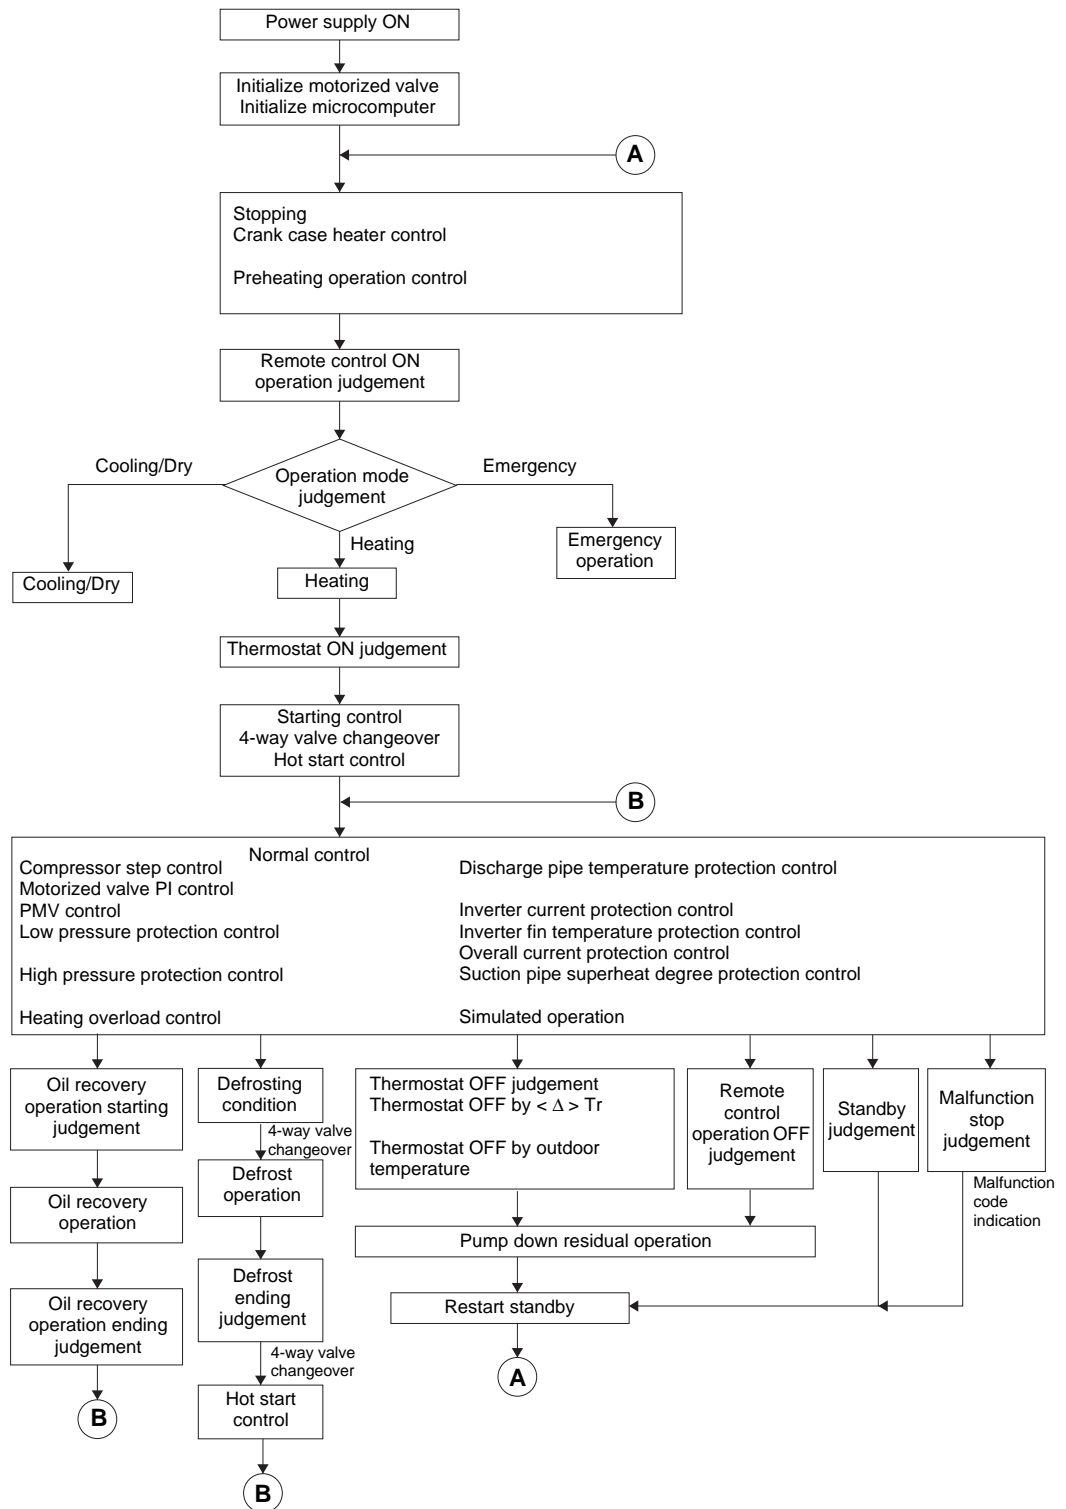 Power supply ON
Initialize motorized valve
Initialize microcomputer
A
Stopping
Crank case heater control
Preheating operation control
Remote control ON
operation judgement
Cooling/Dry
Operation mode
judgement
Emergency
Heating
Emergency
operation
Cooling/Dry
Heating
Thermostat ON judgement
Starting control
4-way valve changeover
Hot start control
B
Normal control
Compressor step control
Motorized valve PI control
PMV control
Low pressure protection control
High pressure protection control
Heating overload control
Discharge pipe temperature protection control
Inverter current protection control
Inverter fin temperature protection control
Overall current protection control
Suction pipe superheat degree protection control
Simulated operation
Oil recovery
operation starting
judgement
Oil recovery
operation
Oil recovery
operation ending
judgement
B
Defrosting
condition
4-way valve
changeover
Defrost
operation
Defrost
ending
judgement
4-way valve
changeover
Hot start
control
B
Thermostat OFF judgement
Thermostat OFF by < Δ > Tr
Thermostat OFF by outdoor
temperature
Remote
control
operation OFF
judgement
Standby
judgement
Malfunction
stop
judgement
Malfunction
code
indication
Pump down residual operation
Restart standby
A